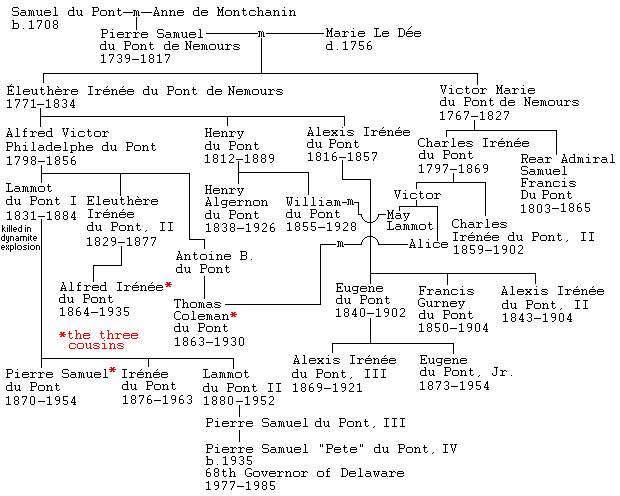 Samuel du Pont—m—Anne de Montchanin
b.1708
Pierre Samuel
du Pont de Nemours
1739—1817
m
Marie Le Dée
d.1756
Éleuthère Irénée du Pont de Nemours
1771—1834
Victor Marie
du Pont de Nemours
1767—1827
Alfred Victor
Philadelphe du Pont
1798—1856
Henry
du Pont
1812—1889
Alexis Irénée
du Pont
1816—1857
Charles Irénée
du Pont
1797—1869
Rear Admiral
Samuel
Francis
Du Pont
1803—1865
Lammot
du Pont I
1831—1884
killed in
dynamite
explosion
Eleuthère
Irénée
du Pont, II
1829—1877
Henry
Algernon
du Pont
1838—1926
William—m
du Pont
1855—1928
Victor
May
Lammot
Alice
m
Charles
Irénée du Pont, II
1859—1902
Antoine B.
du Pont
Alfred Irénée*
du Pont
1864—1935
Thomas
Coleman*
du Pont
1863—1930
Eugene
du Pont
1840—1902
Francis
Gurney
du Pont
1850—1904
Alexis Irénée
du Pont, II
1843—1904
*the three
cousins
Pierre Samuel*
du Pont
1870—1954
Irénée
du Pont
1876—1963
Lammot
du Pont II
1880—1952
Alexis Irénée
du Pont, III
1869—1921
Eugene
du Pont, Jr.
1873—1954
Pierre Samuel du Pont, III
Pierre Samuel "Pete" du Pont, IV
b.1935
68th Governor of Delaware
1977—1985